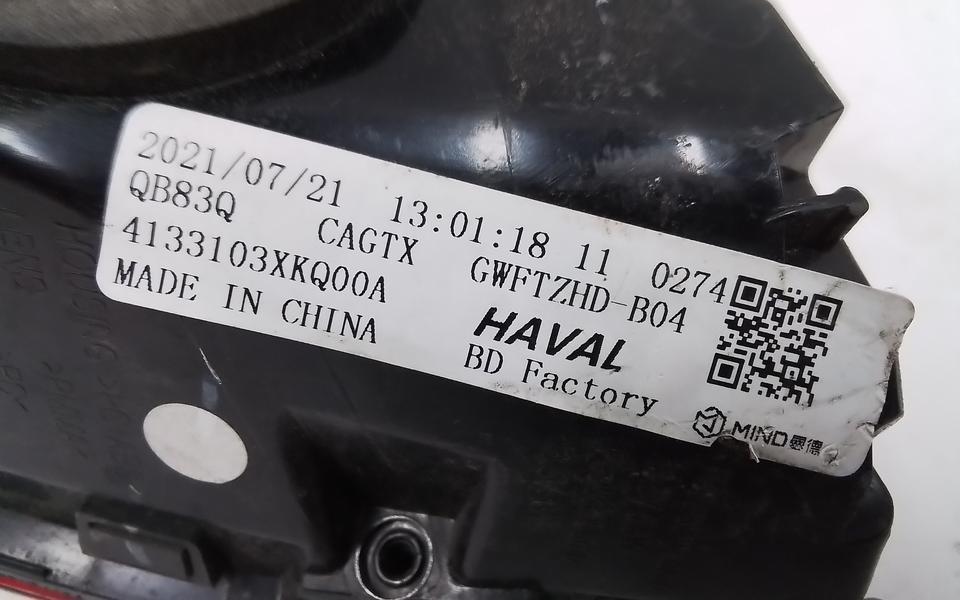 2021/07/21 13:01:18 11 0274
QB83Q CAGTX GWFTZHD-B04
4133103XKQ00A HAVAL
MADE IN CHINA BD Factory
MIND 曼德